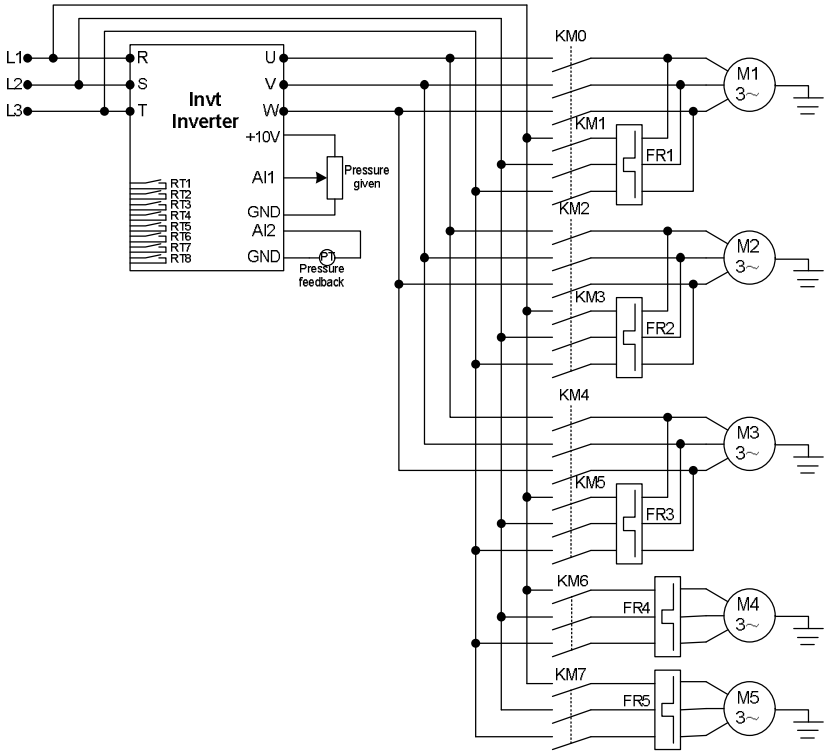 KM0
L1
R
U
M1
3~
L2
S
V
L3
T
W
Invt
Inverter
+10V
KM1
FR1
AI1
Pressure
given
RT1
RT2
RT3
RT4
RT5
RT6
RT7
RT8
GND
AI2
GND
PT
Pressure
feedback
KM2
M2
3~
KM3
FR2
KM4
M3
3~
KM5
FR3
KM6
FR4
M4
3~
KM7
FR5
M5
3~